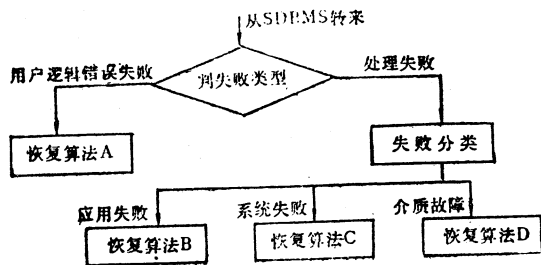 从SDBMS转来
用户逻辑错误失败
判失败类型
处理失败
恢复算法A
失败分类
应用失败
系统失败
介质故障
恢复算法B
恢复算法C
恢复算法D